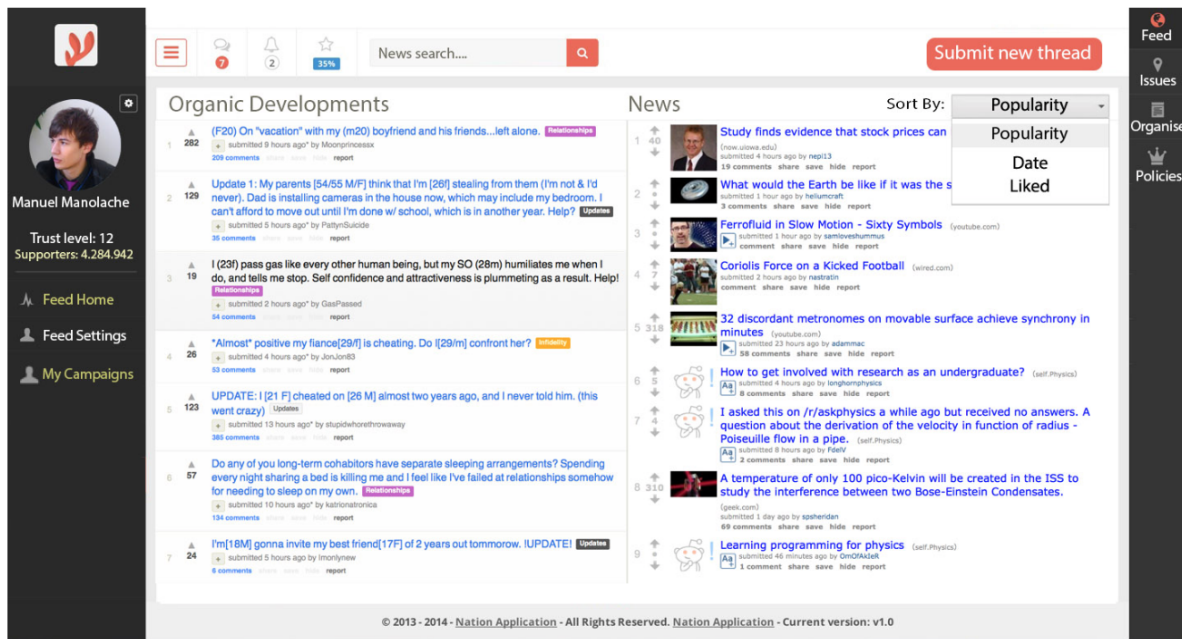 7
2
35%
News search....
Submit new thread
Feed
Issues
Organise
Policies
Manuel Manolache
Trust level: 12
Supporters: 4.284.942
Feed Home
Feed Settings
My Campaigns
Organic Developments
1
282
(F20) On "vacation" with my (m20) boyfriend and his friends...left alone. Relationships
submitted 9 hours ago* by Moonprincessx
209 comments share save hide report
2
129
Update 1: My parents [54/55 M/F] think that I'm [26f] stealing from them (I'm not & I'd
never). Dad is installing cameras in the house now, which may include my bedroom. I
can't afford to move out until I'm done w/ school, which is in another year. Help? Updates
submitted 5 hours ago* by PattynSuicide
35 comments share save hide report
3
19
I (23f) pass gas like every other human being, but my SO (28m) humiliates me when I
do, and tells me stop. Self confidence and attractiveness is plummeting as a result. Help!
Relationships
submitted 2 hours ago* by GasPassed
54 comments share save hide report
4
26
*Almost* positive my fiance[29/f] is cheating. Do I[29/m] confront her? Infidelity
submitted 4 hours ago* by JonJon83
53 comments share save hide report
5
123
UPDATE: I [21 F] cheated on [26 M] almost two years ago, and I never told him. (this
went crazy) Updates
submitted 13 hours ago* by stupidwhorethrowaway
385 comments share save hide report
6
57
Do any of you long-term cohabitors have separate sleeping arrangements? Spending
every night sharing a bed is killing me and I feel like I've failed at relationships somehow
for needing to sleep on my own. Relationships
submitted 10 hours ago* by katrionatronica
134 comments share save hide report
7
24
I'm[18M] gonna invite my best friend[17F] of 2 years out tommorow. !UPDATE! Updates
submitted 5 hours ago* by Imonlynew
6 comments share save hide report
News
Sort By:
Popularity
Popularity
Date
Liked
1
40
Study finds evidence that stock prices can
(now.uiowa.edu)
submitted 4 hours ago by nepl13
19 comments share save hide report
2
What would the Earth be like if it was the s
submitted 1 hour ago by heliumcraft
3 comments share save hide report
3
Ferrofluid in Slow Motion - Sixty Symbols (youtube.com)
submitted 1 hour ago by samloveshummus
comment share save hide report
4
7
Coriolis Force on a Kicked Football (wired.com)
submitted 2 hours ago by nastratin
comment share save hide report
5
318
32 discordant metronomes on movable surface achieve synchrony in
minutes (youtube.com)
submitted 23 hours ago by adammac
58 comments share save hide report
6
5
How to get involved with research as an undergraduate? (self.Physics)
Aa
submitted 4 hours ago by longhornphysics
8 comments share save hide report
7
4
I asked this on /r/askphysics a while ago but received no answers. A
question about the derivation of the velocity in function of radius -
Poiseuille flow in a pipe. (self.Physics)
Aa
submitted 8 hours ago by FdelV
2 comments share save hide report
8
310
A temperature of only 100 pico-Kelvin will be created in the ISS to
study the interference between two Bose-Einstein Condensates.
(geek.com)
submitted 1 day ago by spsheridan
69 comments share save hide report
9
Learning programming for physics (self.Physics)
Aa
submitted 46 minutes ago by OmOfAkIeR
1 comment share save hide report
© 2013 - 2014 - Nation Application - All Rights Reserved. Nation Application - Current version: v1.0